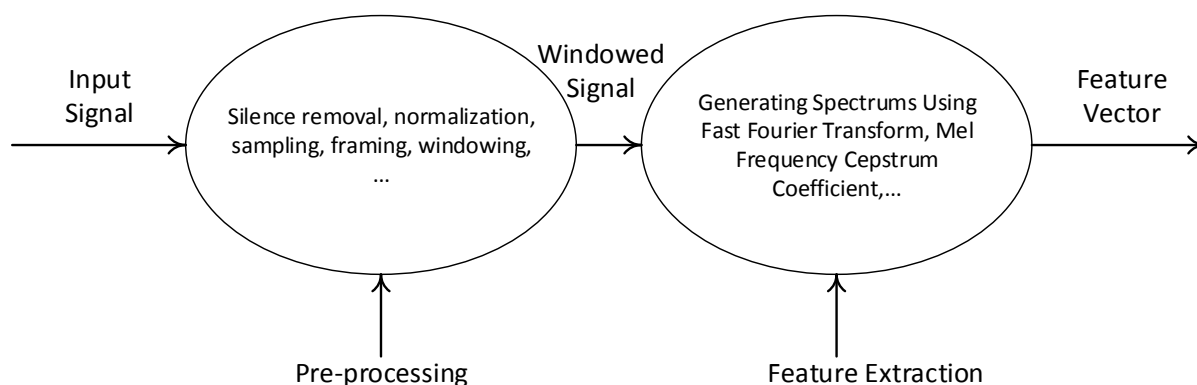 Input
Signal
Silence removal, normalization,
sampling, framing, windowing,
...
Windowed
Signal
Generating Spectrums Using
Fast Fourier Transform, Mel
Frequency Cepstrum
Coefficient,...
Feature
Vector
Pre-processing
Feature Extraction